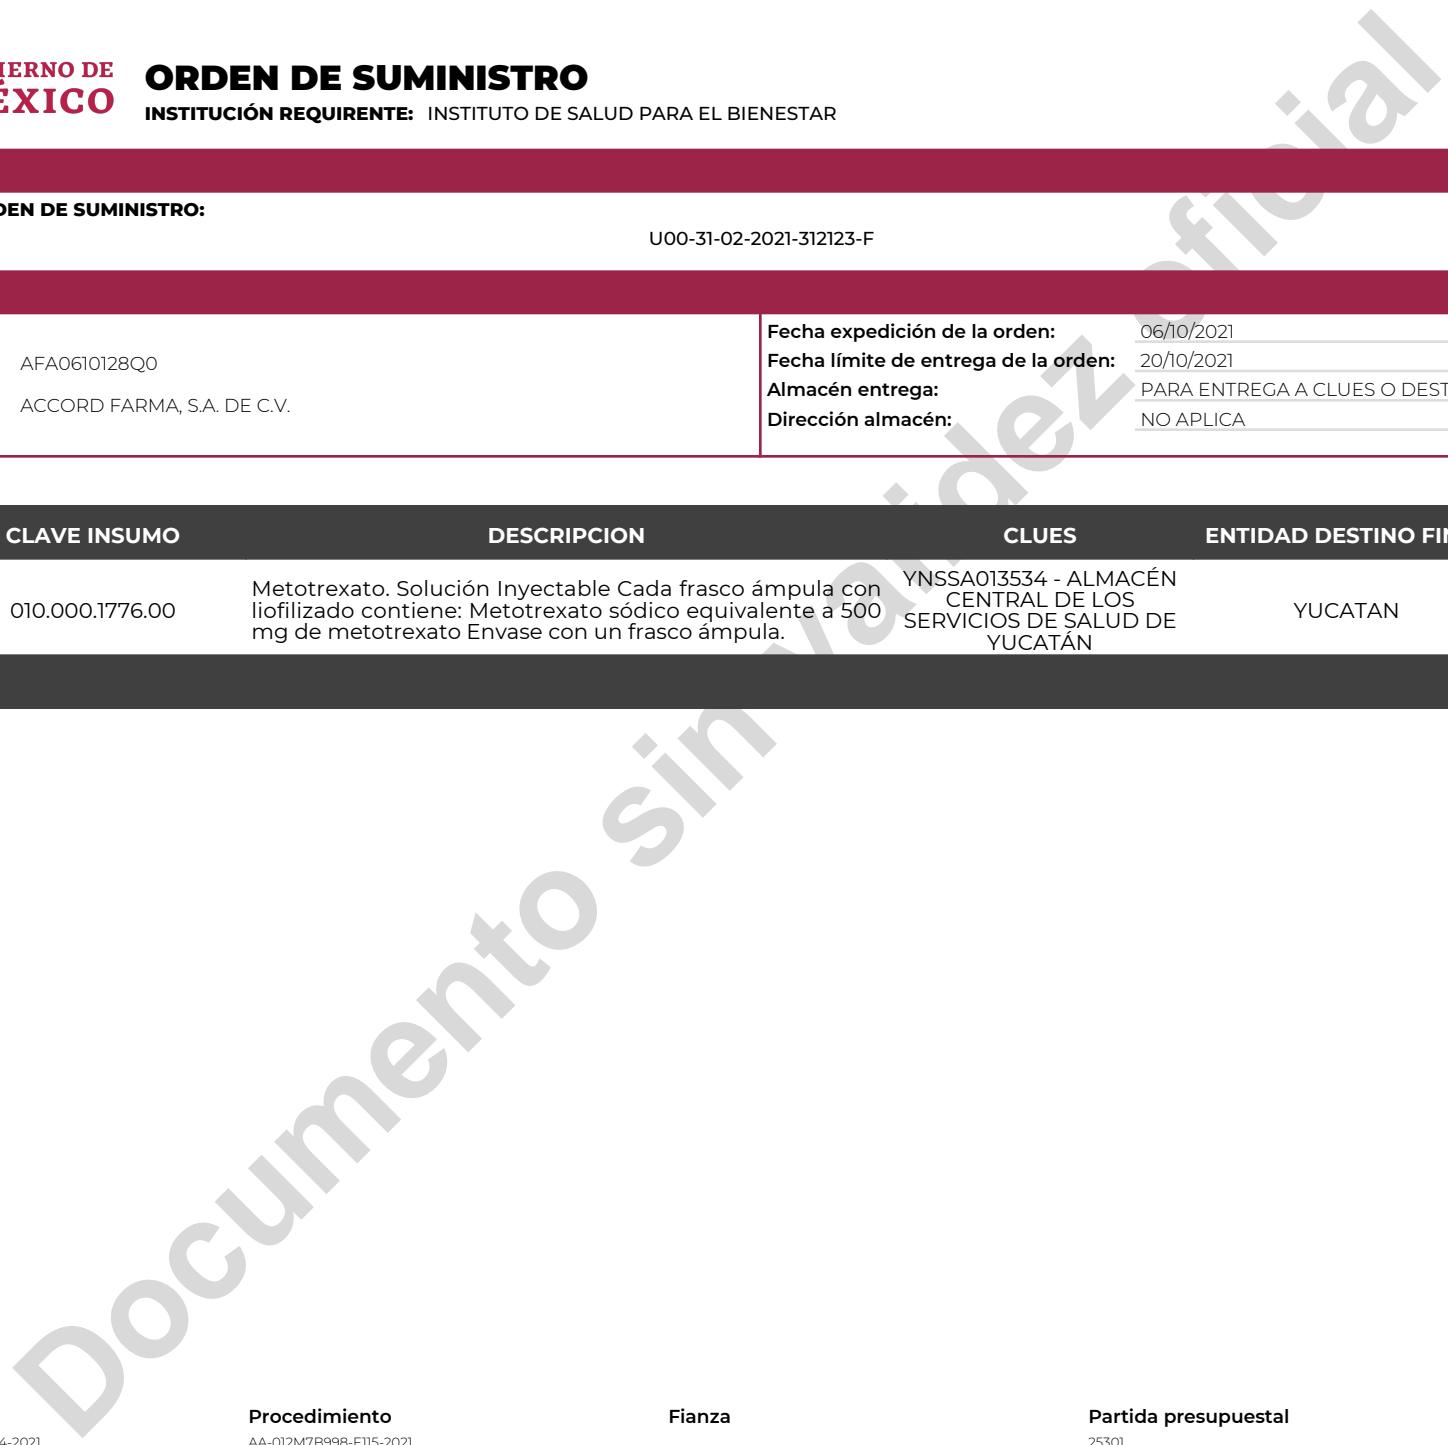 IERNO DE
ÉXICO
ORDEN DE SUMINISTRO
INSTITUCIÓN REQUIRENTE: INSTITUTO DE SALUD PARA EL BIENESTAR
DEN DE SUMINISTRO:
U00-31-02-2021-312123-F
AFA0610128Q0
ACCORD FARMA, S.A. DE C.V.
Fecha expedición de la orden: 06/10/2021
Fecha límite de entrega de la orden: 20/10/2021
Almacén entrega: PARA ENTREGA A CLUES O DEST
Dirección almacén: NO APLICA
CLAVE INSUMO DESCRIPCION CLUES ENTIDAD DESTINO FIN
010.000.1776.00
Metotrexato. Solución Inyectable Cada frasco ámpula con
liofilizado contiene: Metotrexato sódico equivalente a 500
mg de metotrexato Envase con un frasco ámpula.
YNSSA013534 - ALMACÉN
CENTRAL DE LOS
SERVICIOS DE SALUD DE
YUCATÁN
YUCATAN
Documento sin validez oficial
Procedimiento Fianza Partida presupuestal
4-2021 AA-012M7B998-E115-2021 25301